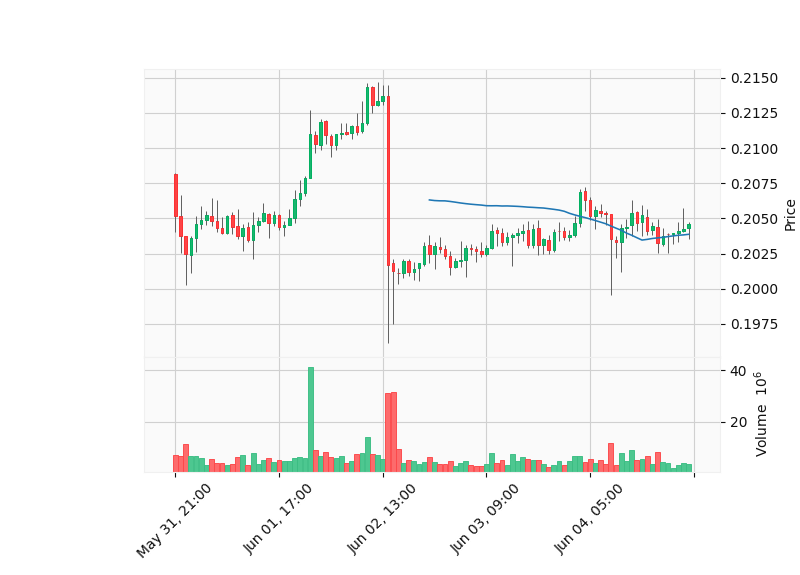 0.2150
0.2125
0.2100
0.2075
0.2050
0.2025
0.2000
0.1975
Price
40
20
Volume 10⁶
May 31, 21:00
Jun 01, 17:00
Jun 02, 13:00
Jun 03, 09:00
Jun 04, 05:00